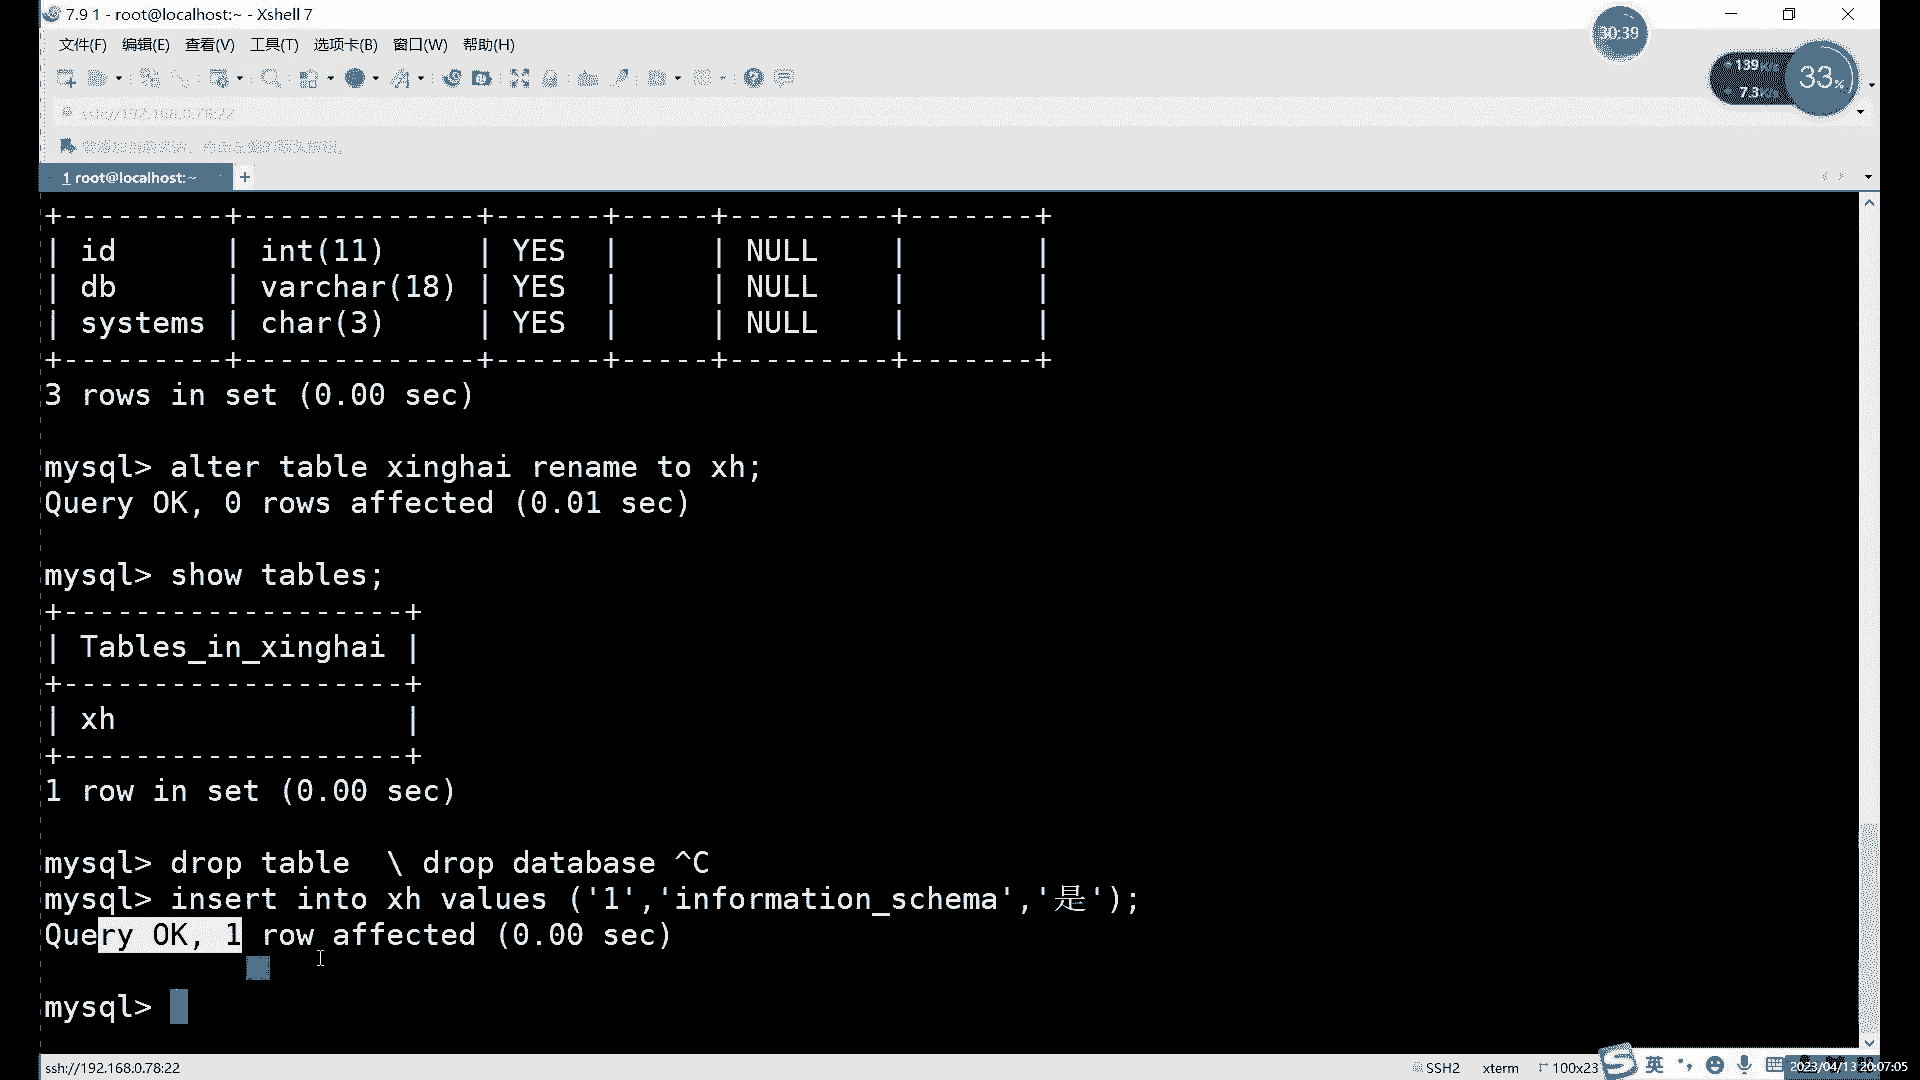 7.9 1 - root@localhost:~ - Xshell 7
30:39
文件(F) 编辑(E) 查看(V) 工具(T) 选项卡(B) 窗口(W) 帮助(H)
139
33%
7.3
ssh://192.168.0.78:22
1 root@localhost:~
+---------+-------------+------+-----+---------+-------+
| id      | int(11)     | YES  |     | NULL    |       |
| db      | varchar(18) | YES  |     | NULL    |       |
| systems | char(3)     | YES  |     | NULL    |       |
+---------+-------------+------+-----+---------+-------+
3 rows in set (0.00 sec)
mysql> alter table xinghai rename to xh;
Query OK, 0 rows affected (0.01 sec)
mysql> show tables;
+-------------------+
| Tables_in_xinghai |
+-------------------+
| xh                |
+-------------------+
1 row in set (0.00 sec)
mysql> drop table  \ drop database ^C
mysql> insert into xh values ('1','information_schema','是');
Query OK, 1 row affected (0.00 sec)
mysql>
ssh://192.168.0.78:22
SSH2 xterm 100x23
英
2023/04/13 20:07:05